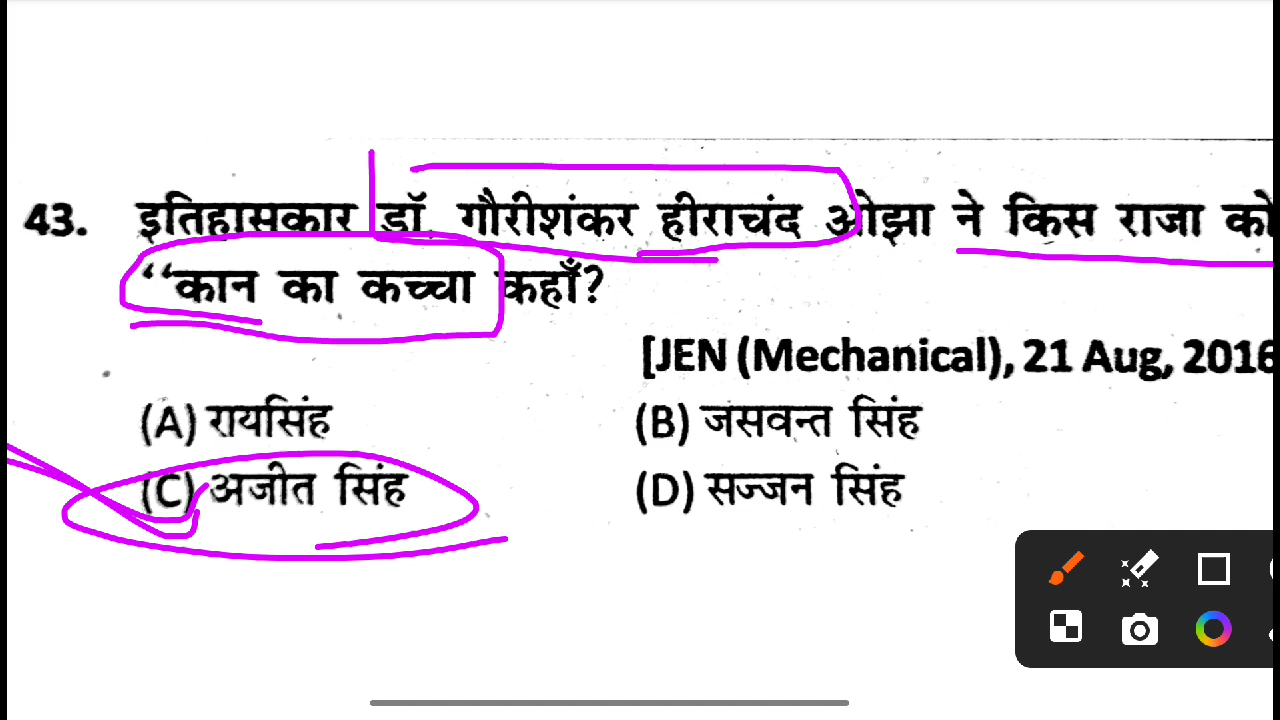 43. इतिहासकार डॉ. गौरीशंकर हीराचंद ओझा ने किस राजा को
‘‘कान का कच्चा कहाँ?
[JEN (Mechanical), 21 Aug, 2016
(A) रायसिंह (B) जसवन्त सिंह
(C) अजीत सिंह (D) सज्जन सिंह